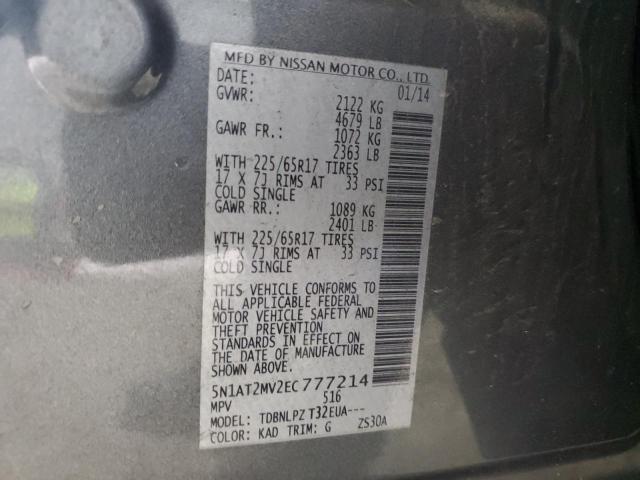 MFD BY NISSAN MOTOR CO., LTD.
DATE: 01/14
GVWR: 2122 KG
4679 LB
GAWR FR.: 1072 KG
2363 LB
WITH 225/65R17 TIRES
17 X 7J RIMS AT 33 PSI
COLD SINGLE
GAWR RR.: 1089 KG
2401 LB
WITH 225/65R17 TIRES
17 X 7J RIMS AT 33 PSI
COLD SINGLE
THIS VEHICLE CONFORMS TO
ALL APPLICABLE FEDERAL
MOTOR VEHICLE SAFETY AND
THEFT PREVENTION
STANDARDS IN EFFECT ON
THE DATE OF MANUFACTURE
SHOWN ABOVE.
5N1AT2MV2EC777214
MPV 516
MODEL: TDBNLPZ T32EUA---
COLOR: KAD TRIM: G ZS30A